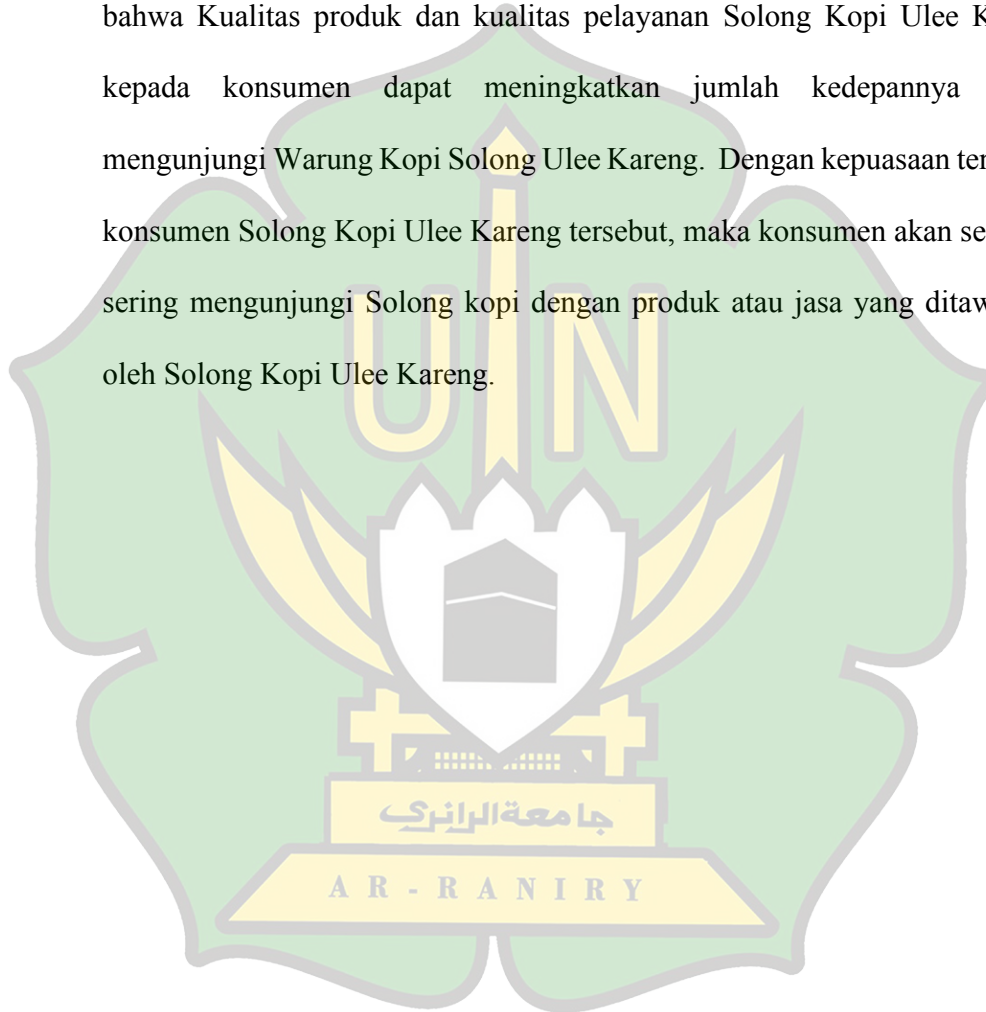 bahwa Kualitas produk dan kualitas pelayanan Solong Kopi Ulee
kepada konsumen dapat meningkatkan jumlah kedepannya
mengunjungi Warung Kopi Solong Ulee Kareng. Dengan kepuasaan
konsumen Solong Kopi Ulee Kareng tersebut, maka konsumen akan
sering mengunjungi Solong kopi dengan produk atau jasa yang
oleh Solong Kopi Ulee Kareng.
UIN
جامعةالرانري
AR-RANIRY